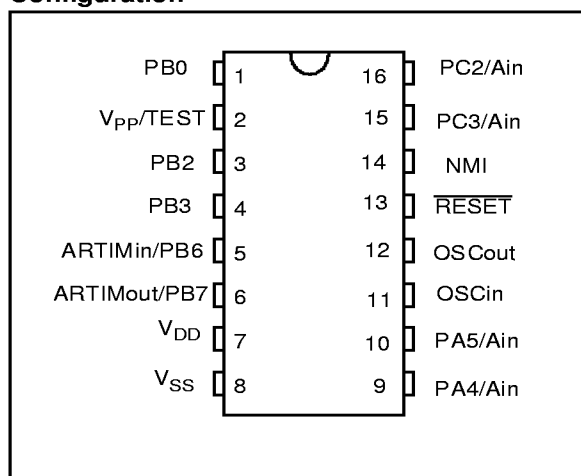 Configuration
PB0 1 16 PC2/Ain
VPP/TEST 2 15 PC3/Ain
PB2 3 14 NMI
PB3 4 13 RESET
ARTIMin/PB6 5 12 OSCout
ARTIMout/PB7 6 11 OSCin
VDD 7 10 PA5/Ain
VSS 8 9 PA4/Ain